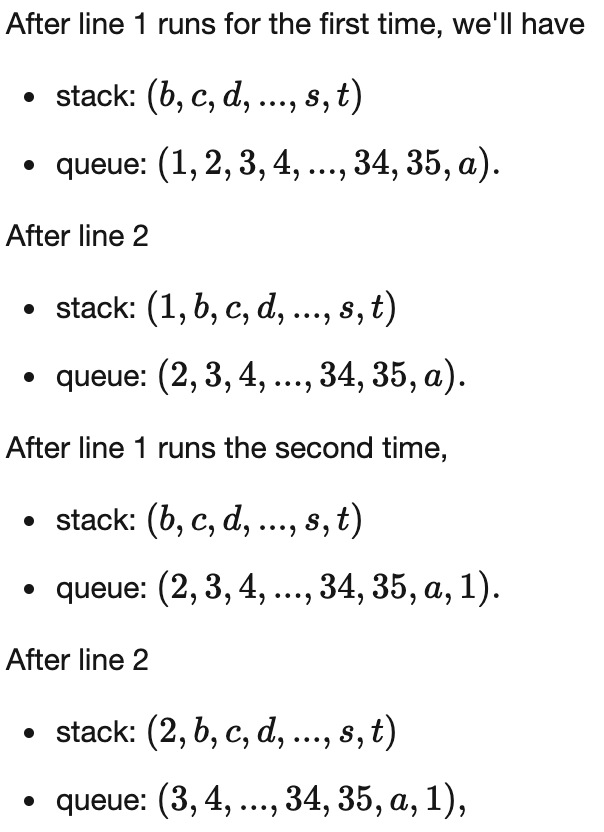 After line 1 runs for the first time, we'll have
• stack: (b, c, d, ..., s, t)
• queue: (1, 2, 3, 4, ..., 34, 35, a).
After line 2
• stack: (1, b, c, d, ..., s, t)
• queue: (2, 3, 4, ..., 34, 35, a).
After line 1 runs the second time,
• stack: (b, c, d, ..., s, t)
• queue: (2, 3, 4, ..., 34, 35, a, 1).
After line 2
• stack: (2, b, c, d, ..., s, t)
• queue: (3, 4, ..., 34, 35, a, 1),